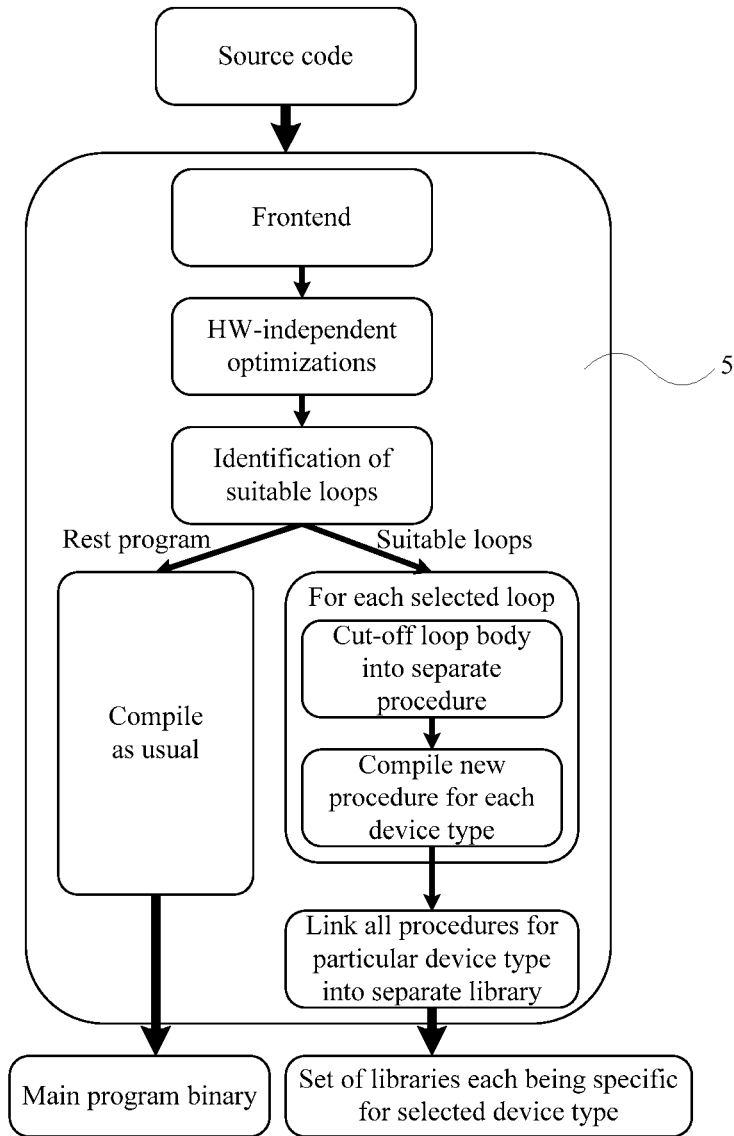 Source code
Frontend
HW-independent
optimizations
5
Identification of
suitable loops
Rest program
Suitable loops
Compile
as usual
For each selected loop
Cut-off loop body
into separate
procedure
Compile new
procedure for each
device type
Link all procedures for
particular device type
into separate library
Main program binary
Set of libraries each being specific
for selected device type